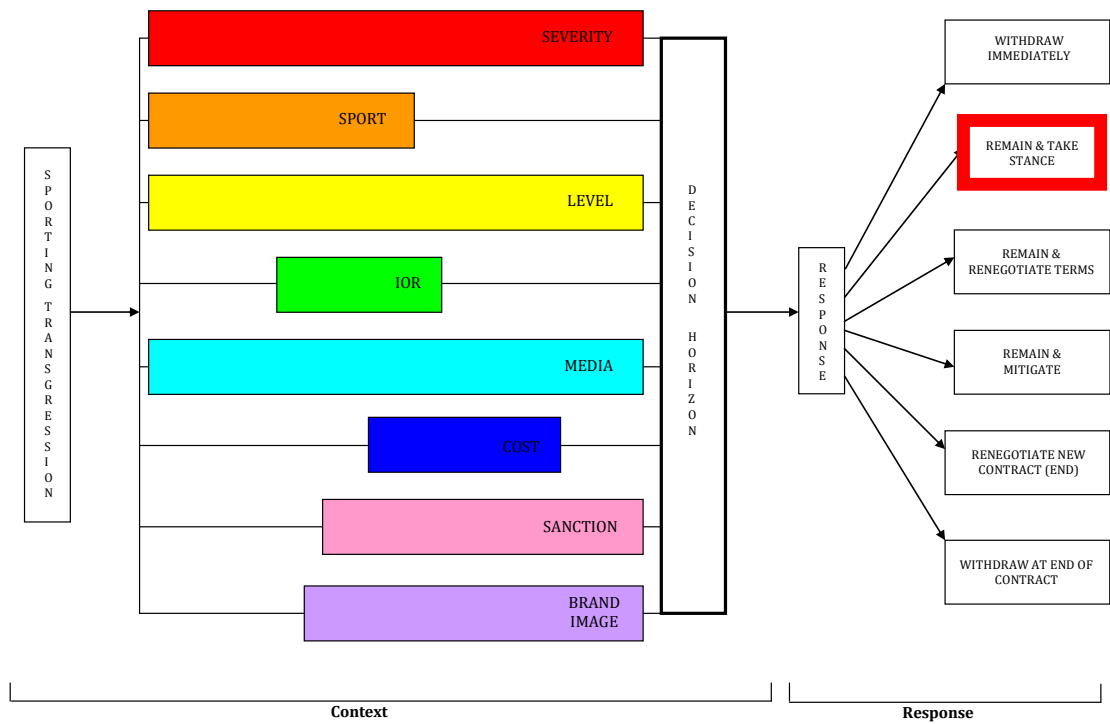 SPORTING TRANSGRESSION
SEVERITY
SPORT
LEVEL
IOR
MEDIA
COST
SANCTION
BRAND
IMAGE
DECISION HORIZON
RESPONSE
WITHDRAW
IMMEDIATELY
REMAIN & TAKE
STANCE
REMAIN &
RENEGOTIATE TERMS
REMAIN &
MITIGATE
RENEGOTIATE NEW
CONTRACT (END)
WITHDRAW AT END OF
CONTRACT
Context
Response